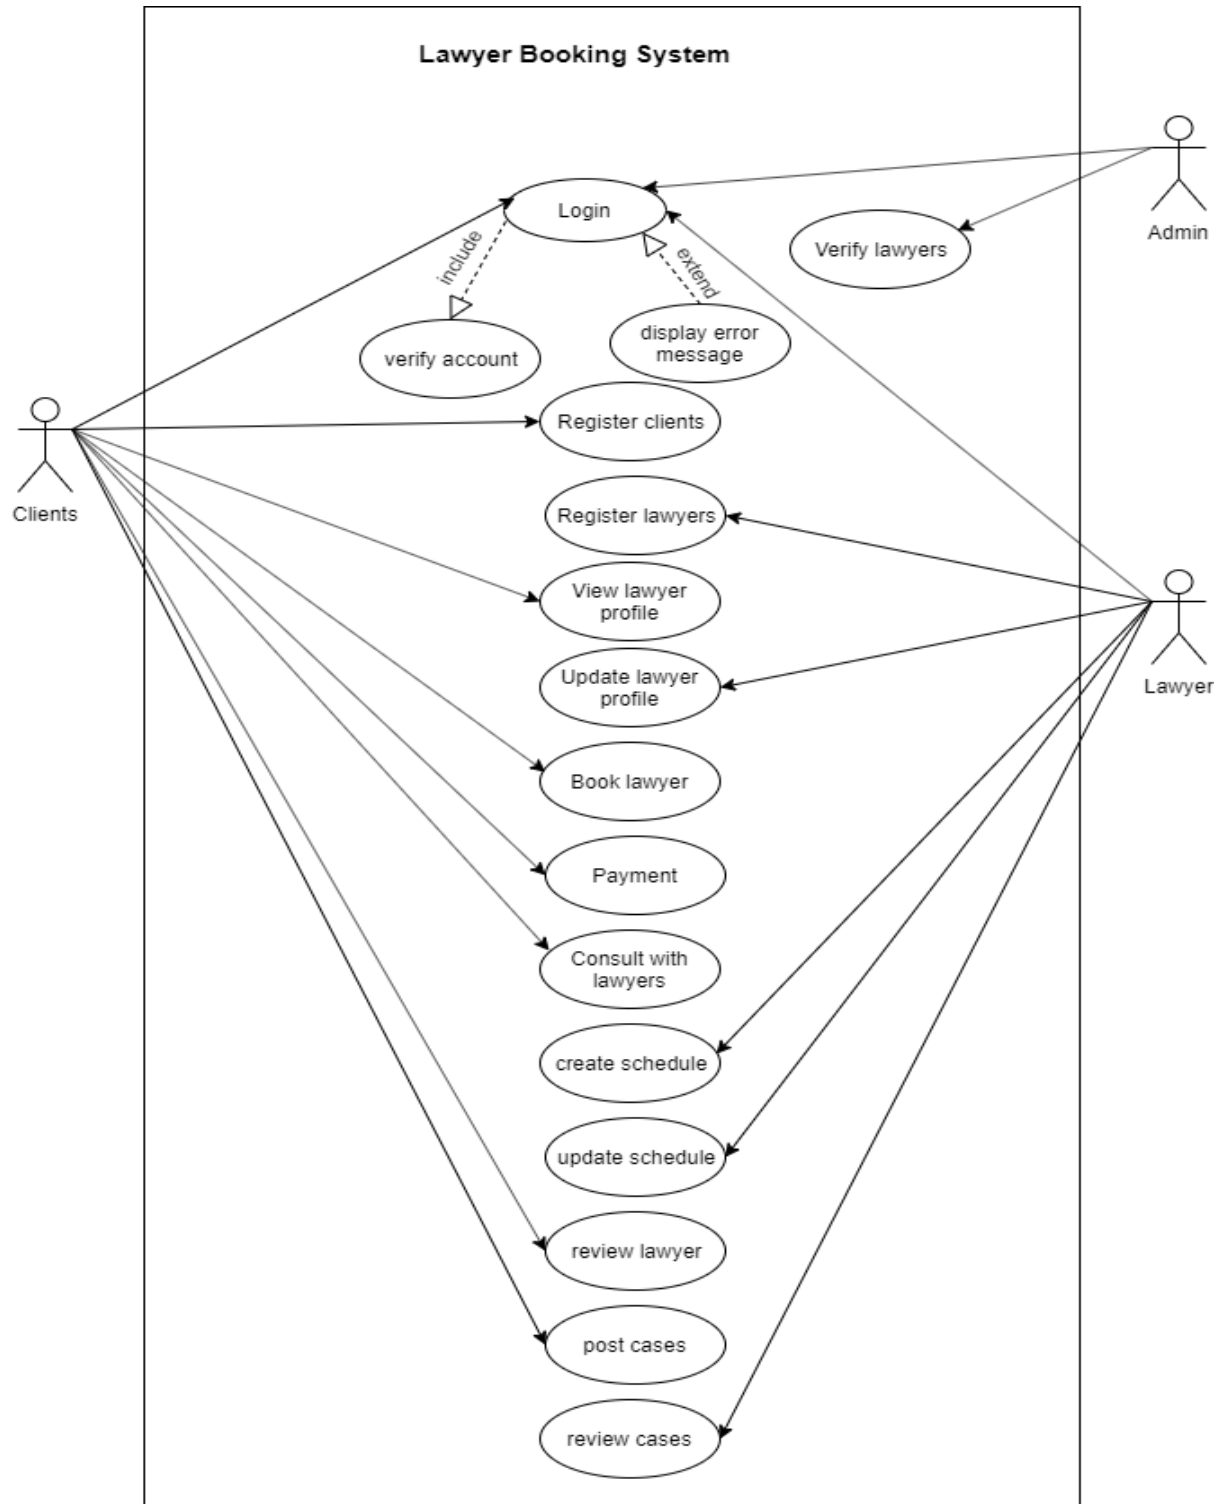 Lawyer Booking System
Login
Admin
Verify lawyers
include
extend
verify account
display error
message
Register clients
Clients
Register lawyers
View lawyer
profile
Update lawyer
profile
Lawyer
Book lawyer
Payment
Consult with
lawyers
create schedule
update schedule
review lawyer
post cases
review cases